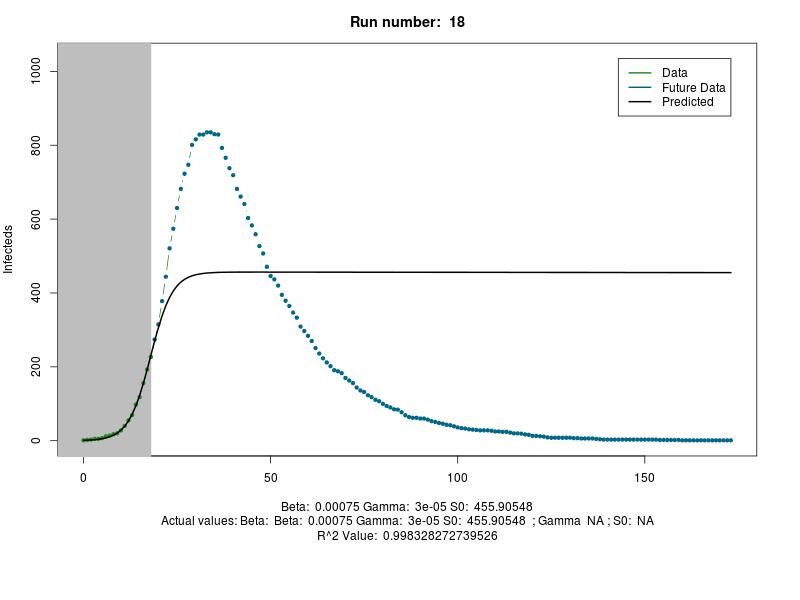 Run number:  18
Infecteds
1000
800
600
400
200
0
Data
Future Data
Predicted
0 50 100 150
Beta:  0.00075 Gamma:  3e-05 S0:  455.90548
Actual values: Beta:  Beta:  0.00075 Gamma:  3e-05 S0:  455.90548  ; Gamma  NA ; S0:  NA
R^2 Value:  0.998328272739526